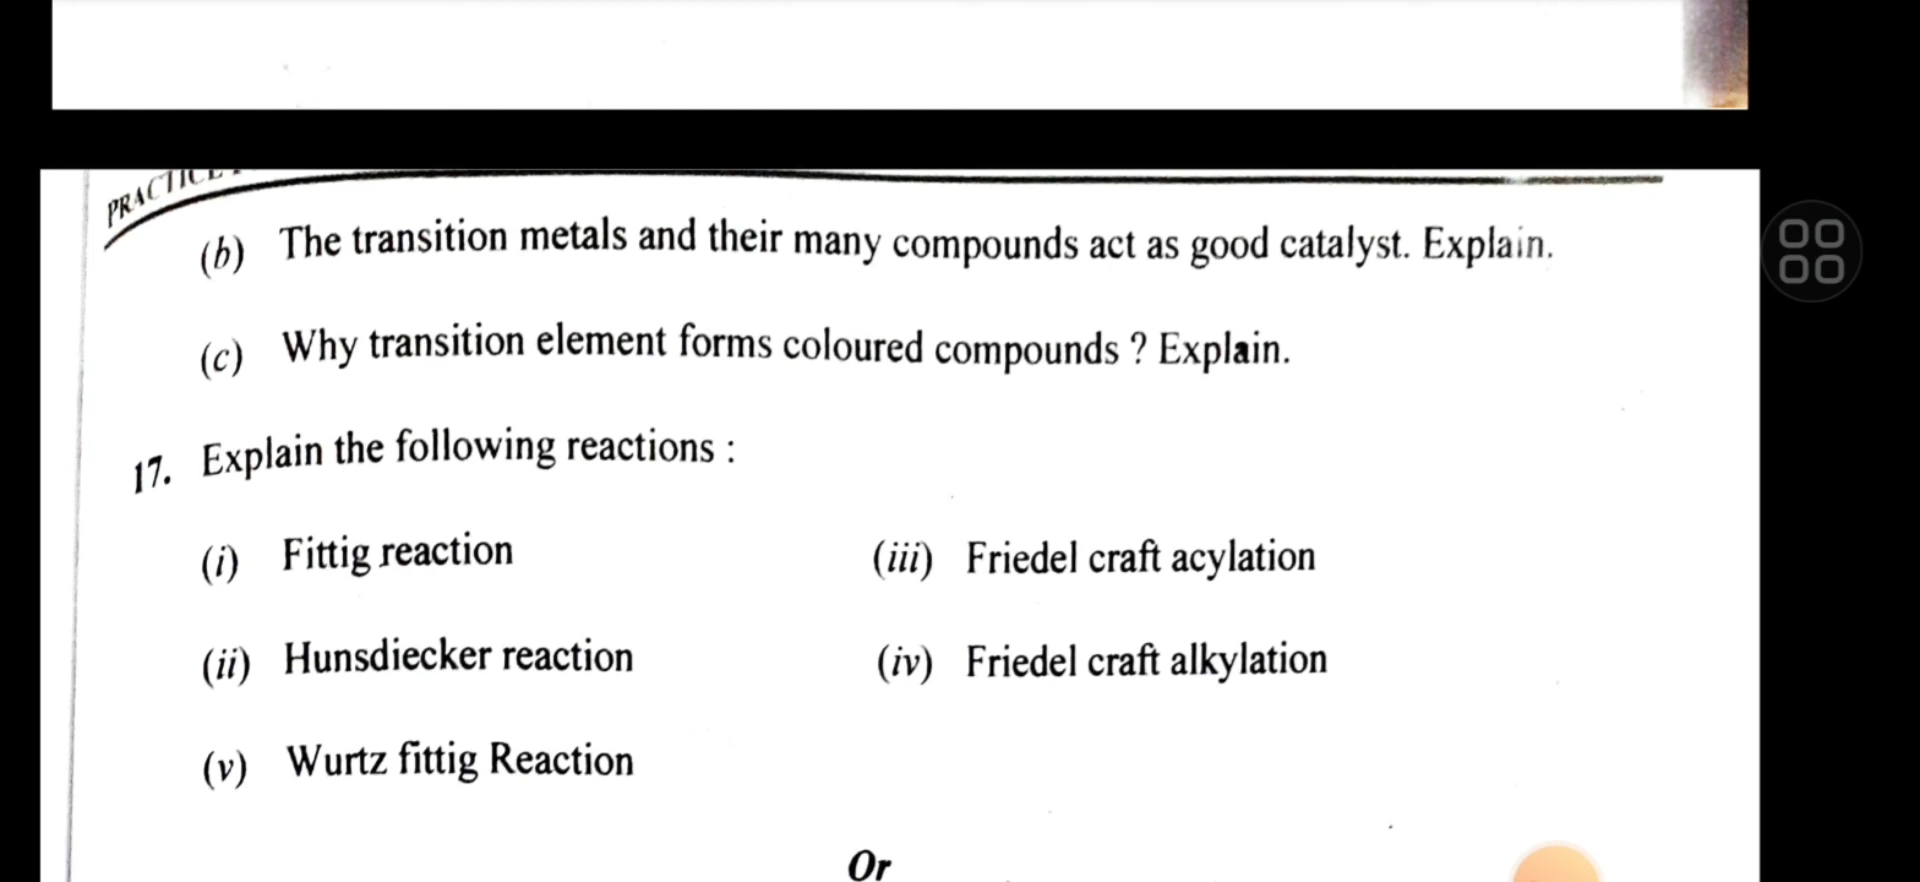 (b) The transition metals and their many compounds act as good catalyst. Explain.
(c) Why transition element forms coloured compounds ? Explain.
17. Explain the following reactions :
(i) Fittig reaction (iii) Friedel craft acylation
(ii) Hunsdiecker reaction (iv) Friedel craft alkylation
(v) Wurtz fittig Reaction
Or